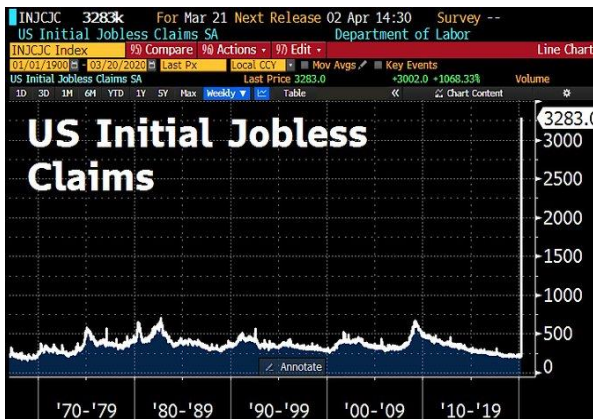 INJCJC 3283k For Mar 21 Next Release 02 Apr 14:30 Survey --
US Initial Jobless Claims SA Department of Labor
INJCJC Index 95) Compare 96) Actions 97) Edit Line Chart
01/01/1900 - 03/20/2020 Last Px Local CCY Mov Avgs Key Events
US Initial Jobless Claims SA Last Price 3283.0 +3002.0 +1068.33% Volume
1D 3D 1M 6M YTD 1Y 5Y Max Weekly ▼ Table « Chart Content
US Initial Jobless
Claims
3283.0
3000
2500
2000
1500
1000
500
0
Annotate
'70-'79 '80-'89 '90-'99 '00-'09 '10-'19